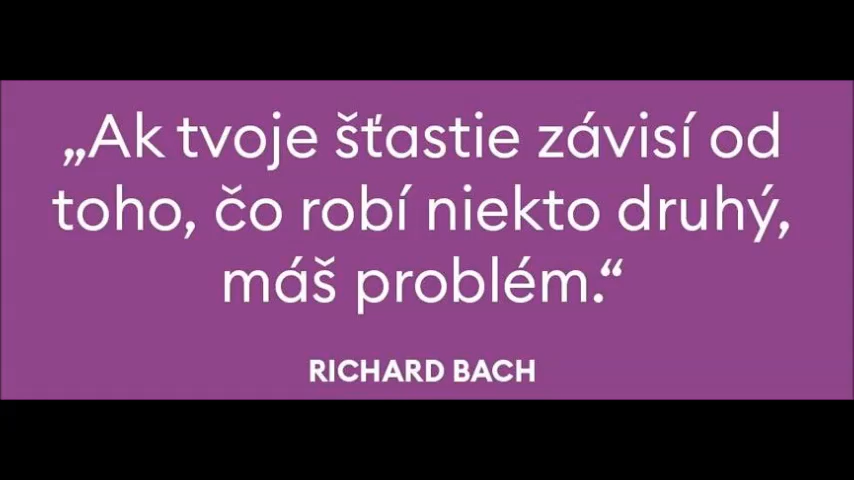 „Ak tvoje šťastie závisí od
toho, čo robí niekto druhý,
máš problém.“
RICHARD BACH